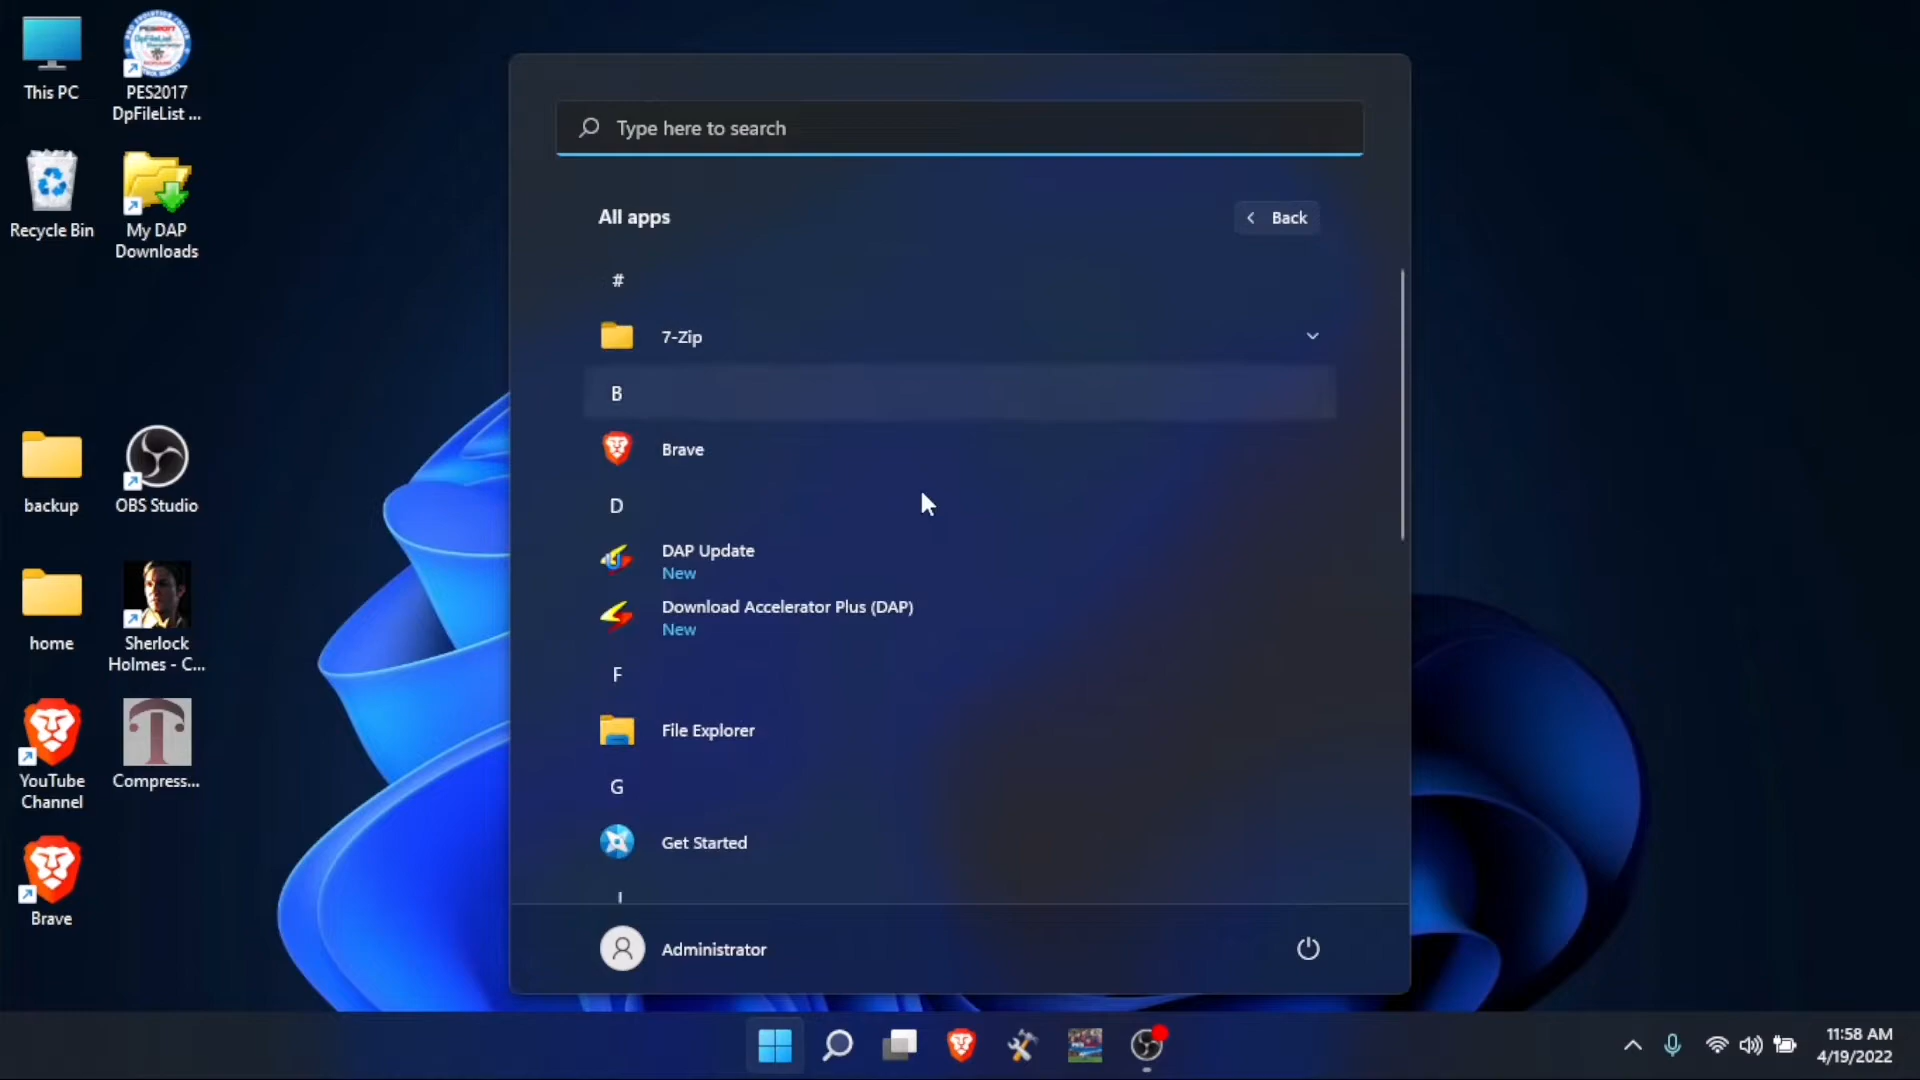 This PC
PES2017
DpFileList ...
Recycle Bin
My DAP
Downloads
backup
OBS Studio
home
Sherlock
Holmes - C...
YouTube
Channel
Compress...
Brave
Type here to search
All apps
Back
#
7-Zip
B
Brave
D
DAP Update
New
Download Accelerator Plus (DAP)
New
F
File Explorer
G
Get Started
I
Administrator
11:58 AM
4/19/2022